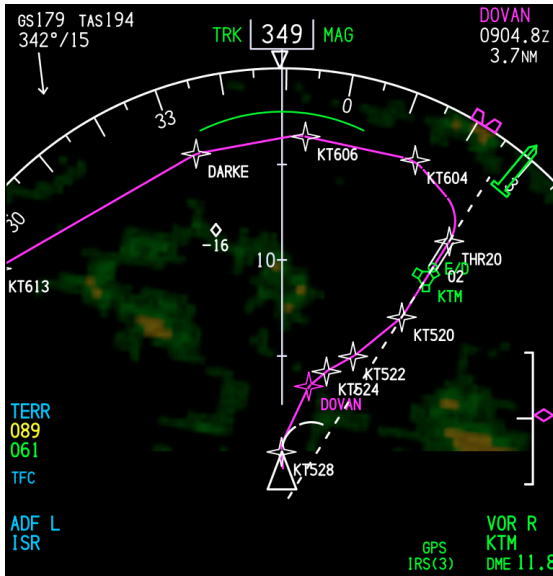 GS179 TAS194
342°/15
TRK 349 MAG
DOVAN
0904.8Z
3.7NM
33
0
30
3
DARKE
KT606
KT604
-16
10
THR20
E/D
02
KTM
KT613
KT520
KT522
KT524
DOVAN
KT528
TERR
089
061
TFC
ADF L
ISR
GPS
IRS(3)
VOR R
KTM
DME 11.8